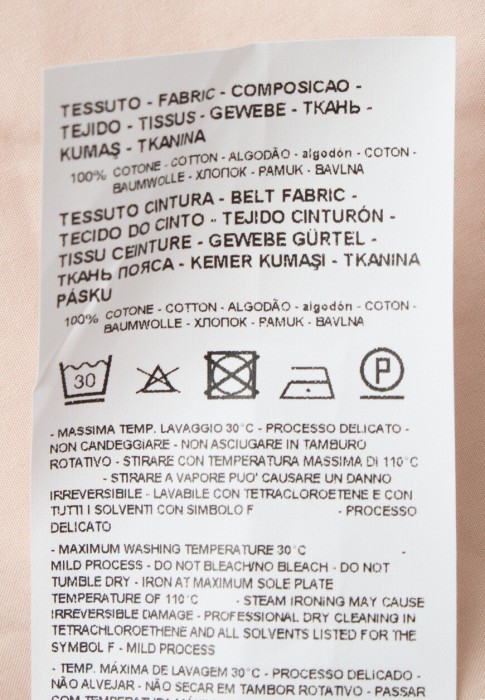 TESSUTO - FABRIC - COMPOSICAO -
TEJIDO - TISSUS - GEWEBE - ТКАНЬ -
KUMAŞ - TKANINA
100% COTONE - COTTON - ALGODÃO - algodón - COTON -
BAUMWOLLE - ХЛОПОК - PAMUK - BAVLNA
TESSUTO CINTURA - BELT FABRIC -
TECIDO DO CINTO - TEJIDO CINTURÓN -
TISSU CEINTURE - GEWEBE GÜRTEL -
ТКАНЬ ПОЯСА - KEMER KUMAŞI - TKANINA
PÁSKU
100% COTONE - COTTON - ALGODÃO - algodón - COTON -
BAUMWOLLE - ХЛОПОК - PAMUK - BAVLNA
30 P
- MASSIMA TEMP. LAVAGGIO 30°C - PROCESSO DELICATO -
NON CANDEGGIARE - NON ASCIUGARE IN TAMBURO
ROTATIVO - STIRARE CON TEMPERATURA MASSIMA DI 110°C
- STIRARE A VAPORE PUO' CAUSARE UN DANNO
IRREVERSIBILE - LAVABILE CON TETRACLOROETENE E CON
TUTTI I SOLVENTI CON SIMBOLO F - PROCESSO
DELICATO
- MAXIMUM WASHING TEMPERATURE 30°C -
MILD PROCESS - DO NOT BLEACH/NO BLEACH - DO NOT
TUMBLE DRY - IRON AT MAXIMUM SOLE PLATE
TEMPERATURE OF 110°C - STEAM IRONING MAY CAUSE
IRREVERSIBLE DAMAGE - PROFESSIONAL DRY CLEANING IN
TETRACHLOROETHENE AND ALL SOLVENTS LISTED FOR THE
SYMBOL F - MILD PROCESS
- TEMP. MÁXIMA DE LAVAGEM 30°C - PROCESSO DELICADO -
NÃO ALVEJAR - NÃO SECAR EM TAMBOR ROTATIVO - PASSAR
COM TEMPERATURA